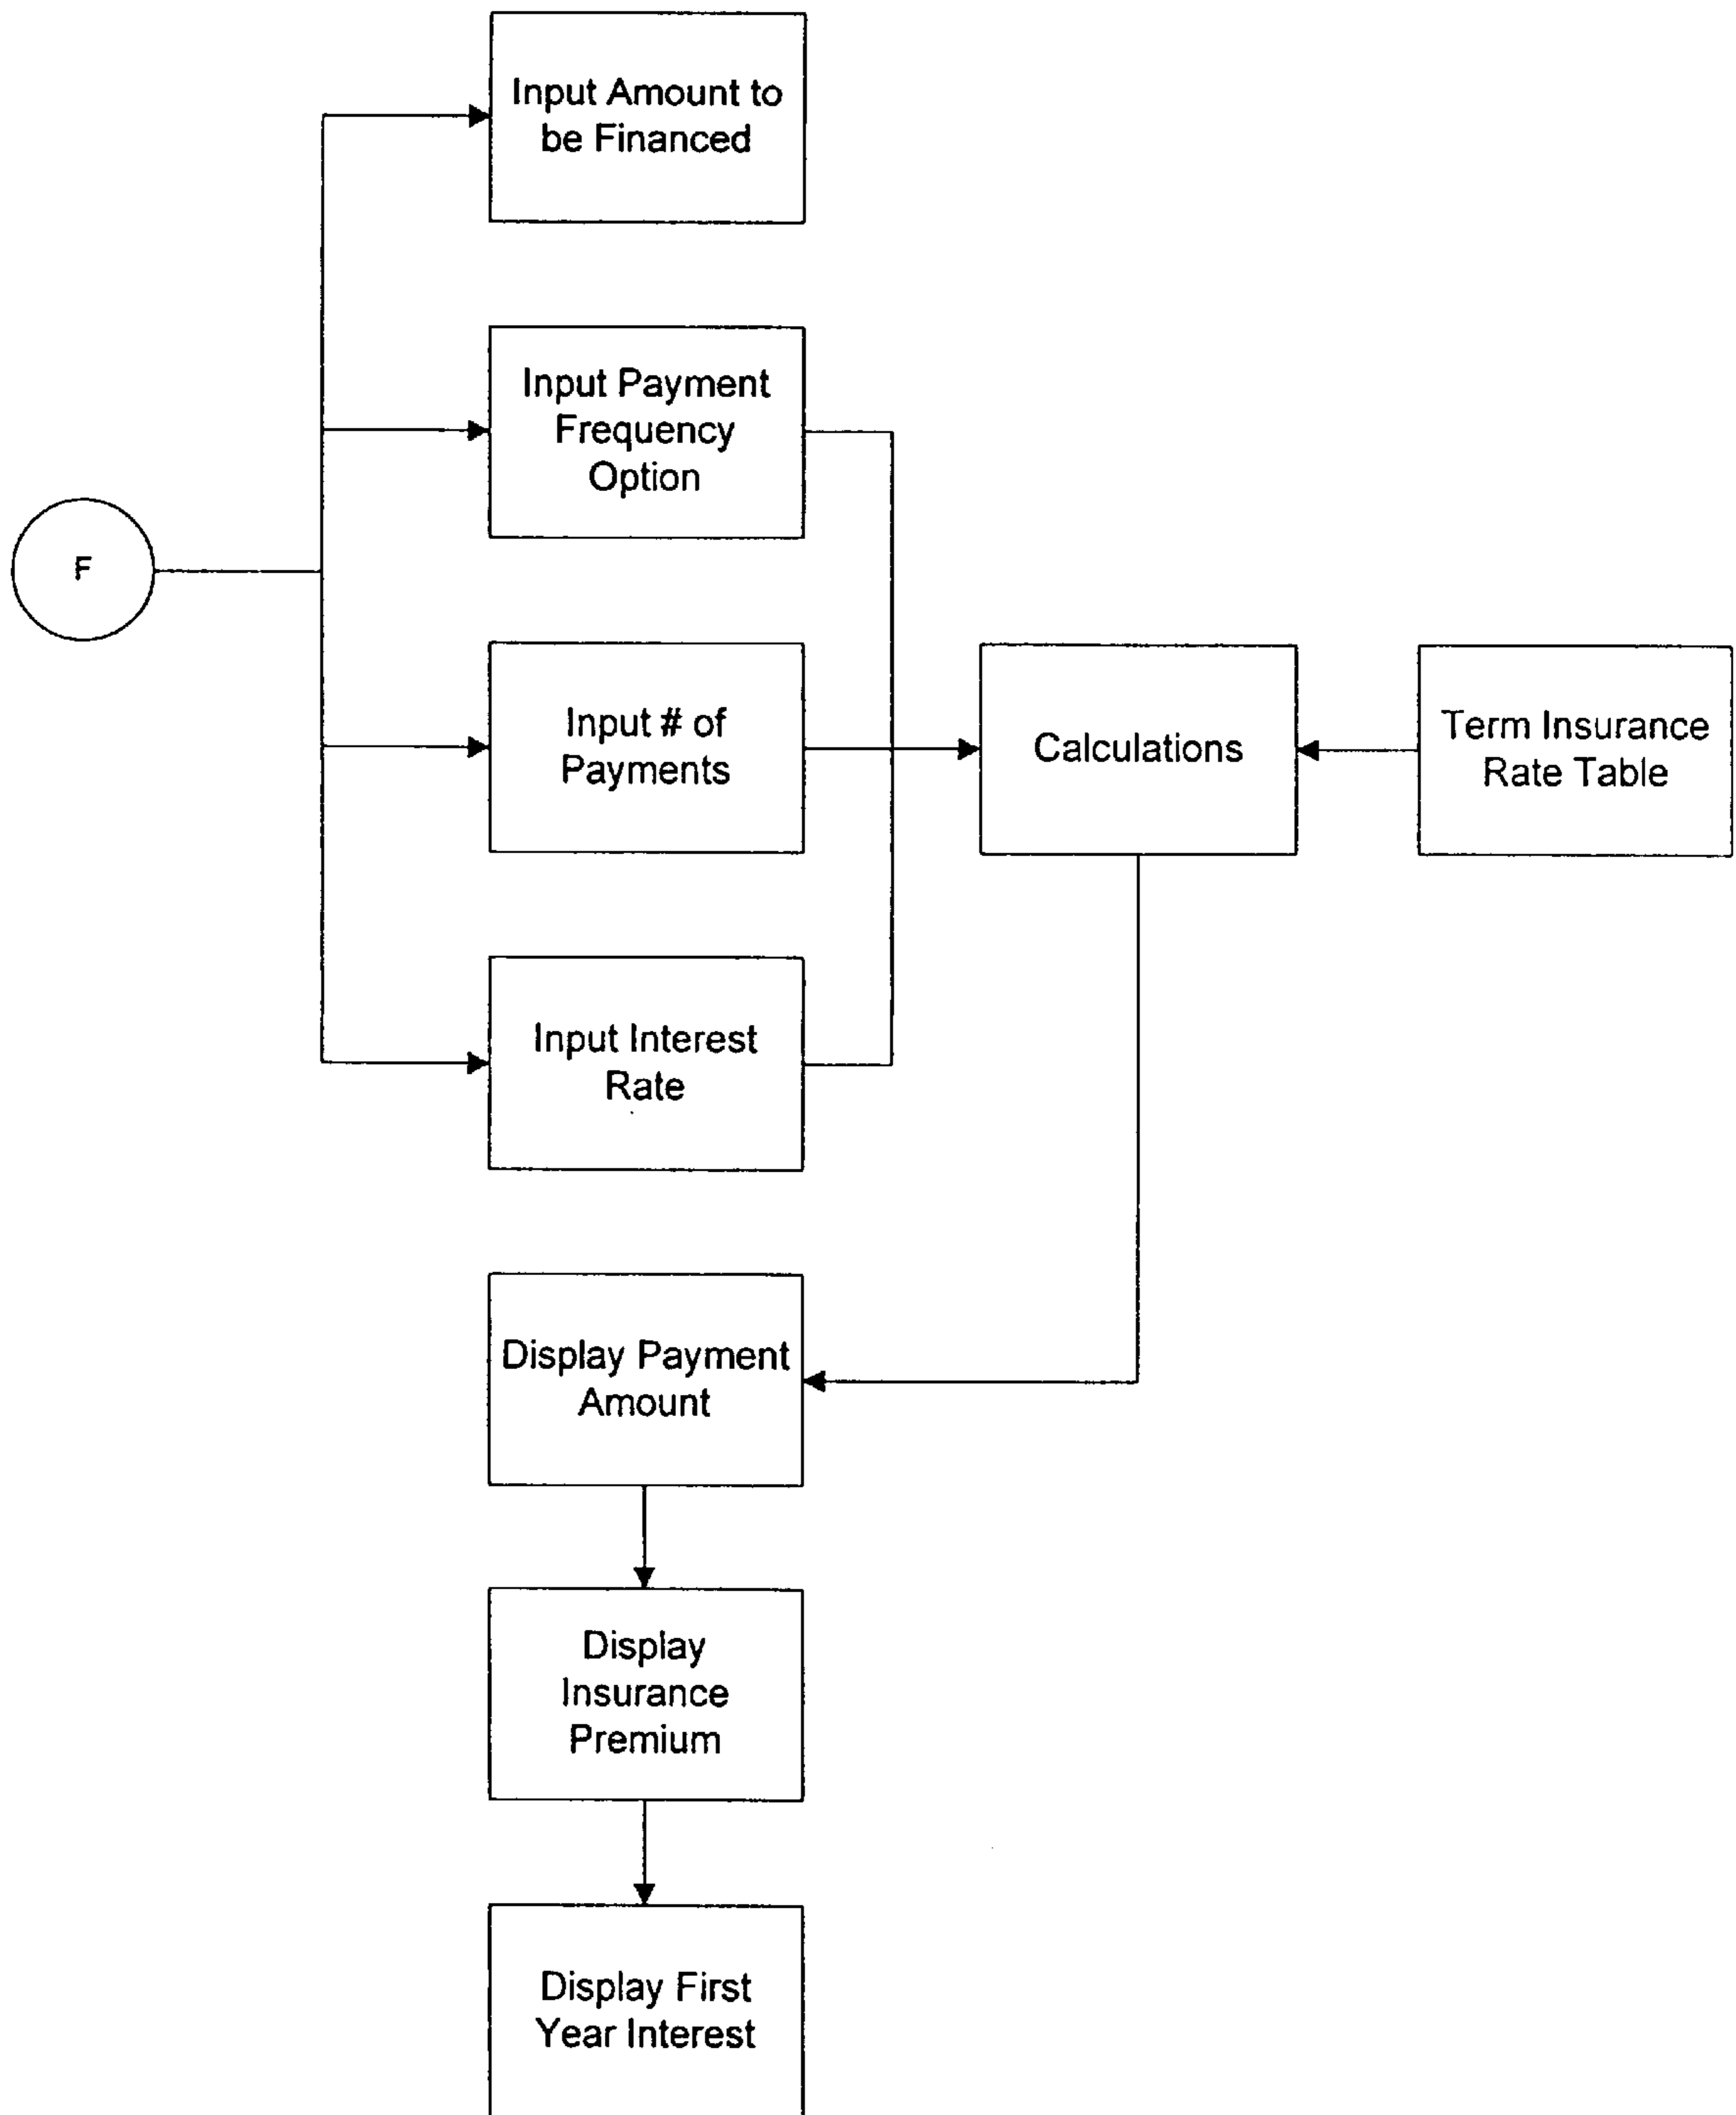 Input Amount to
be Financed
Input Payment
Frequency
Option
F
Input # of
Payments
Calculations
Term Insurance
Rate Table
Input Interest
Rate
Display Payment
Amount
Display
Insurance
Premium
Display First
Year Interest